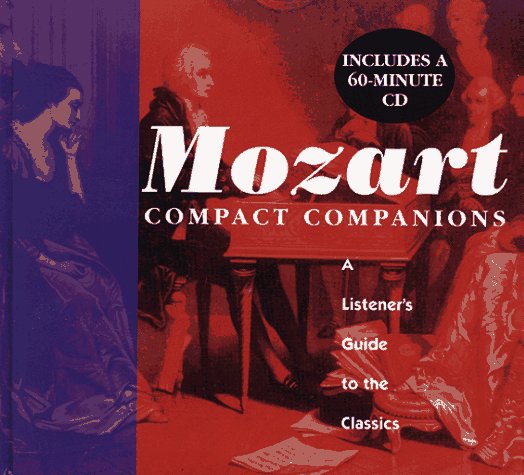 INCLUDES A
60-MINUTE
CD
Mozart
COMPACT COMPANIONS
A
Listener's
Guide
to the
Classics